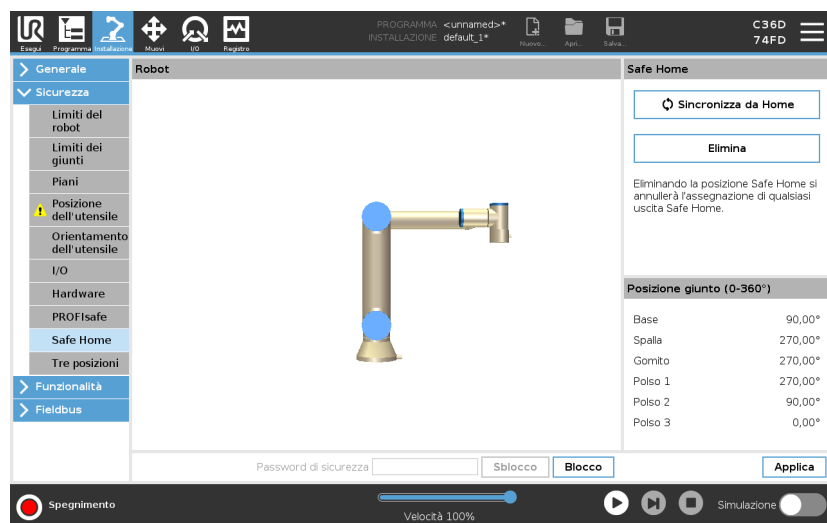 PROGRAMMA <unnamed>*
INSTALLAZIONE default_1*
C36D
74FD
UR
Esegui Programma Installazione Muovi I/O Registro Nuovo... Apri... Salva...
Generale
Sicurezza
Limiti del
robot
Limiti dei
giunti
Piani
Posizione
dell'utensile
Orientamento
dell'utensile
I/O
Hardware
PROFIsafe
Safe Home
Tre posizioni
Funzionalità
Fieldbus
Robot
Safe Home
Sincronizza da Home
Elimina
Eliminando la posizione Safe Home si
annullerà l'assegnazione di qualsiasi
uscita Safe Home.
Posizione giunto (0-360°)
Base 90,00°
Spalla 270,00°
Gomito 270,00°
Polso 1 270,00°
Polso 2 90,00°
Polso 3 0,00°
Password di sicurezza Sblocco Blocco Applica
Spegnimento
Velocità 100%
Simulazione